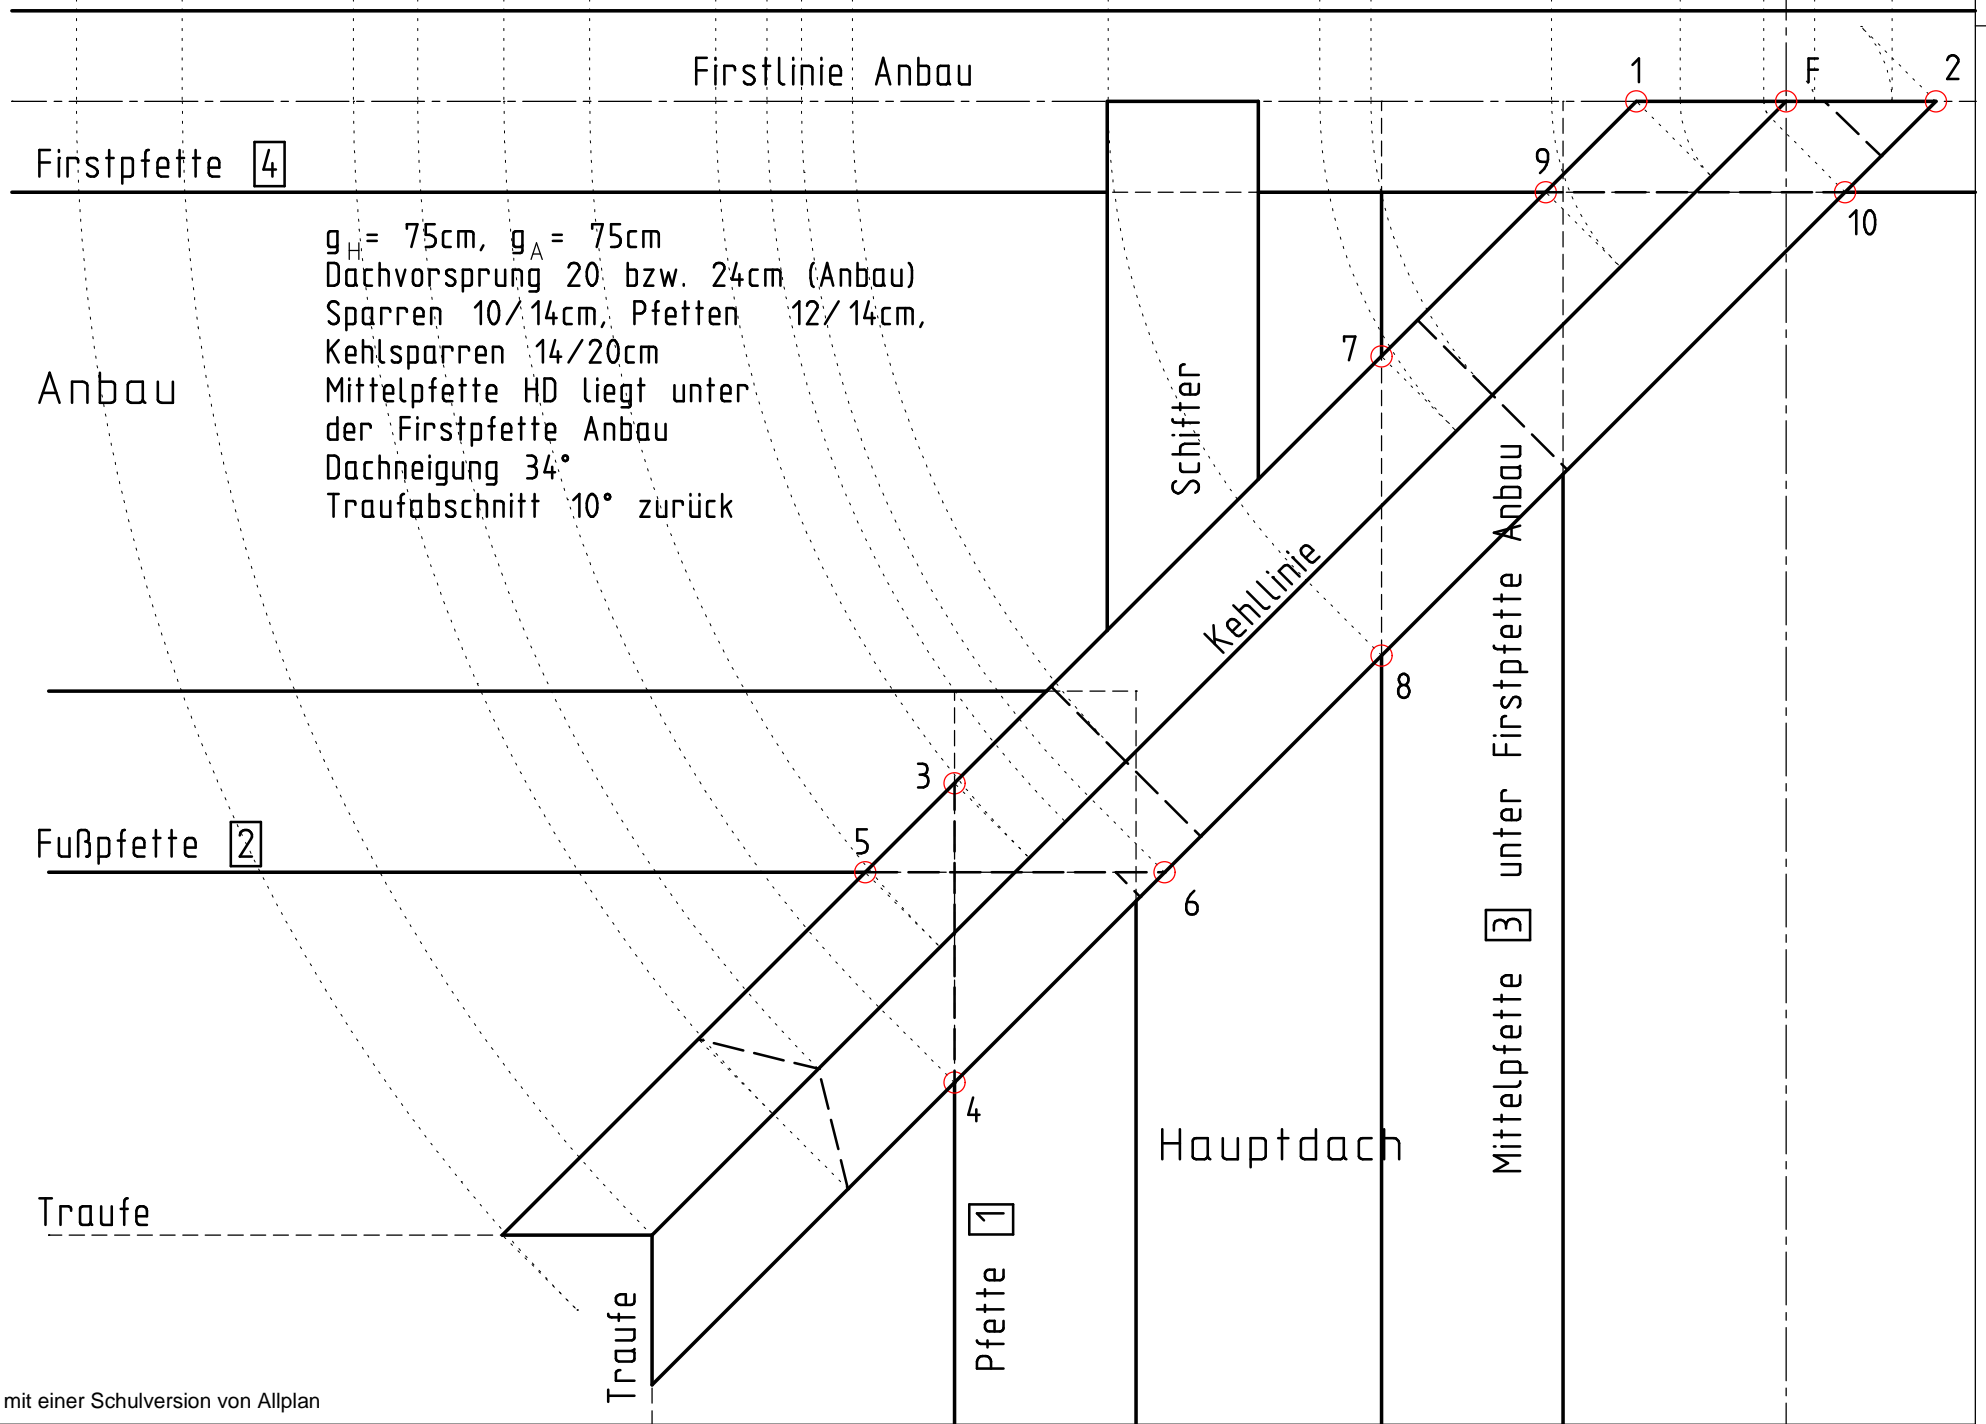 Firstlinie Anbau
1
F
2
Firstpfette 4
9
10
gH= 75cm, gA= 75cm
Dachvorsprung 20 bzw. 24cm (Anbau)
Sparren 10/14cm, Pfetten 12/14cm,
Kehlsparren 14/20cm
Mittelpfette HD liegt unter
der Firstpfette Anbau
Dachneigung 34°
Traufabschnitt 10° zurück
Anbau
7
Schifter
Kehllinie
8
Mittelpfette 3 unter Firstpfette Anbau
3
5
Fußpfette 2
6
4
Hauptdach
Traufe
Traufe
Pfette 1
mit einer Schulversion von Allplan